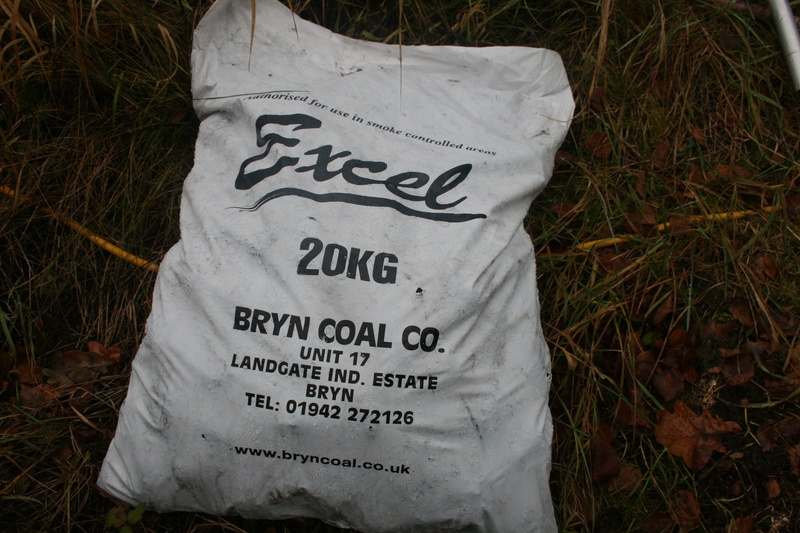 Authorised for use in smoke controlled areas
Excel
20KG
BRYN COAL CO.
UNIT 17
LANDGATE IND. ESTATE
BRYN
TEL: 01942 272126
www.bryncoal.co.uk